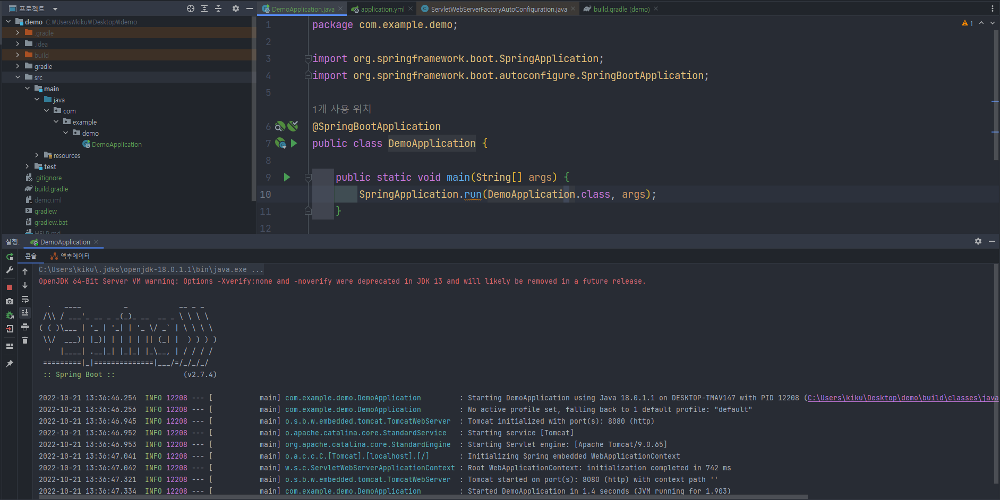 프로젝트
DemoApplication.java
application.yml
ServletWebServerFactoryAutoConfiguration.java
build.gradle (demo)
demo C:₩Users₩kiku₩Desktop₩demo
.gradle
.idea
build
gradle
src
main
java
com
example
demo
DemoApplication
resources
test
.gitignore
build.gradle
demo.iml
gradlew
gradlew.bat
HELP.md
1
1 package com.example.demo;
2
3 import org.springframework.boot.SpringApplication;
4 import org.springframework.boot.autoconfigure.SpringBootApplication;
5
1개 사용 위치
6 @SpringBootApplication
7 public class DemoApplication {
8
9 public static void main(String[] args) {
10 SpringApplication.run(DemoApplication.class, args);
11 }
12
실행: DemoApplication
콘솔 액추에이터
C:\Users\kiku\.jdks\openjdk-18.0.1.1\bin\java.exe ...
OpenJDK 64-Bit Server VM warning: Options -Xverify:none and -noverify were deprecated in JDK 13 and will likely be removed in a future release.
  .   ____          _            __ _ _
 /\\ / ___'_ __ _ _(_)_ __  __ _ \ \ \ \
( ( )\___ | '_ | '_| | '_ \/ _` | \ \ \ \
 \\/  ___)| |_)| | | | | || (_| |  ) ) ) )
  '  |____| .__|_| |_|_| |_\__, | / / / /
 =========|_|==============|___/=/_/_/_/
 :: Spring Boot ::                (v2.7.4)
2022-10-21 13:36:46.254  INFO 12208 --- [           main] com.example.demo.DemoApplication         : Starting DemoApplication using Java 18.0.1.1 on DESKTOP-TMAV147 with PID 12208 (C:\Users\kiku\Desktop\demo\build\classes\java
2022-10-21 13:36:46.256  INFO 12208 --- [           main] com.example.demo.DemoApplication         : No active profile set, falling back to 1 default profile: "default"
2022-10-21 13:36:46.945  INFO 12208 --- [           main] o.s.b.w.embedded.tomcat.TomcatWebServer  : Tomcat initialized with port(s): 8080 (http)
2022-10-21 13:36:46.952  INFO 12208 --- [           main] o.apache.catalina.core.StandardService   : Starting service [Tomcat]
2022-10-21 13:36:46.953  INFO 12208 --- [           main] org.apache.catalina.core.StandardEngine  : Starting Servlet engine: [Apache Tomcat/9.0.65]
2022-10-21 13:36:47.041  INFO 12208 --- [           main] o.a.c.c.C.[Tomcat].[localhost].[/]       : Initializing Spring embedded WebApplicationContext
2022-10-21 13:36:47.042  INFO 12208 --- [           main] w.s.c.ServletWebServerApplicationContext : Root WebApplicationContext: initialization completed in 742 ms
2022-10-21 13:36:47.321  INFO 12208 --- [           main] o.s.b.w.embedded.tomcat.TomcatWebServer  : Tomcat started on port(s): 8080 (http) with context path ''
2022-10-21 13:36:47.334  INFO 12208 --- [           main] com.example.demo.DemoApplication         : Started DemoApplication in 1.4 seconds (JVM running for 1.903)